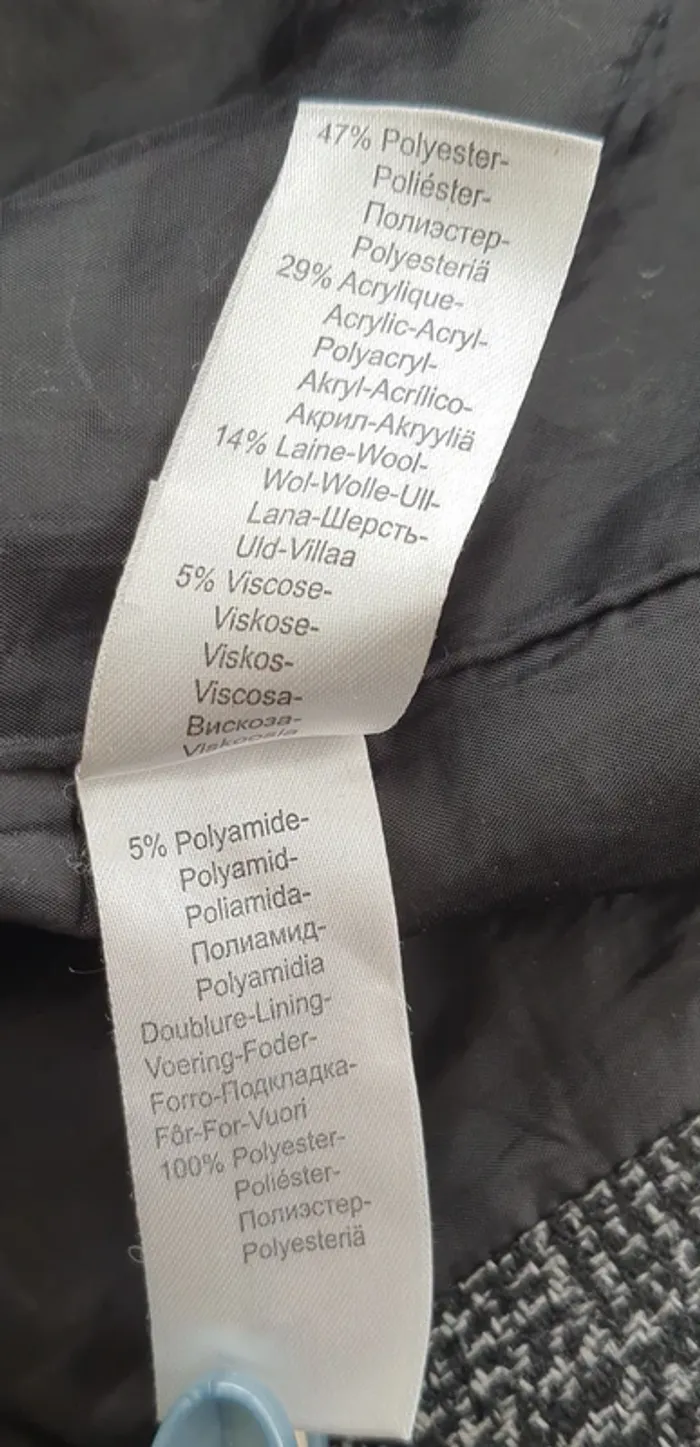 47% Polyester-
Poliéster-
Полиэстер-
Polyesteriä
29% Acrylique-
Acrylic-Acryl-
Polyacryl-
Akryl-Acrílico-
Акрил-Akryyliä
14% Laine-Wool-
Wol-Wolle-Ull-
Lana-Шерсть-
Uld-Villaa
5% Viscose-
Viskose-
Viskos-
Viscosa-
Вискоза-
5% Polyamide-
Polyamid-
Poliamida-
Полиамид-
Polyamidia
Doublure-Lining-
Voering-Foder-
Forro-Подкладка-
Fôr-For-Vuori
100% Polyester-
Poliéster-
Полиэстер-
Polyesteriä